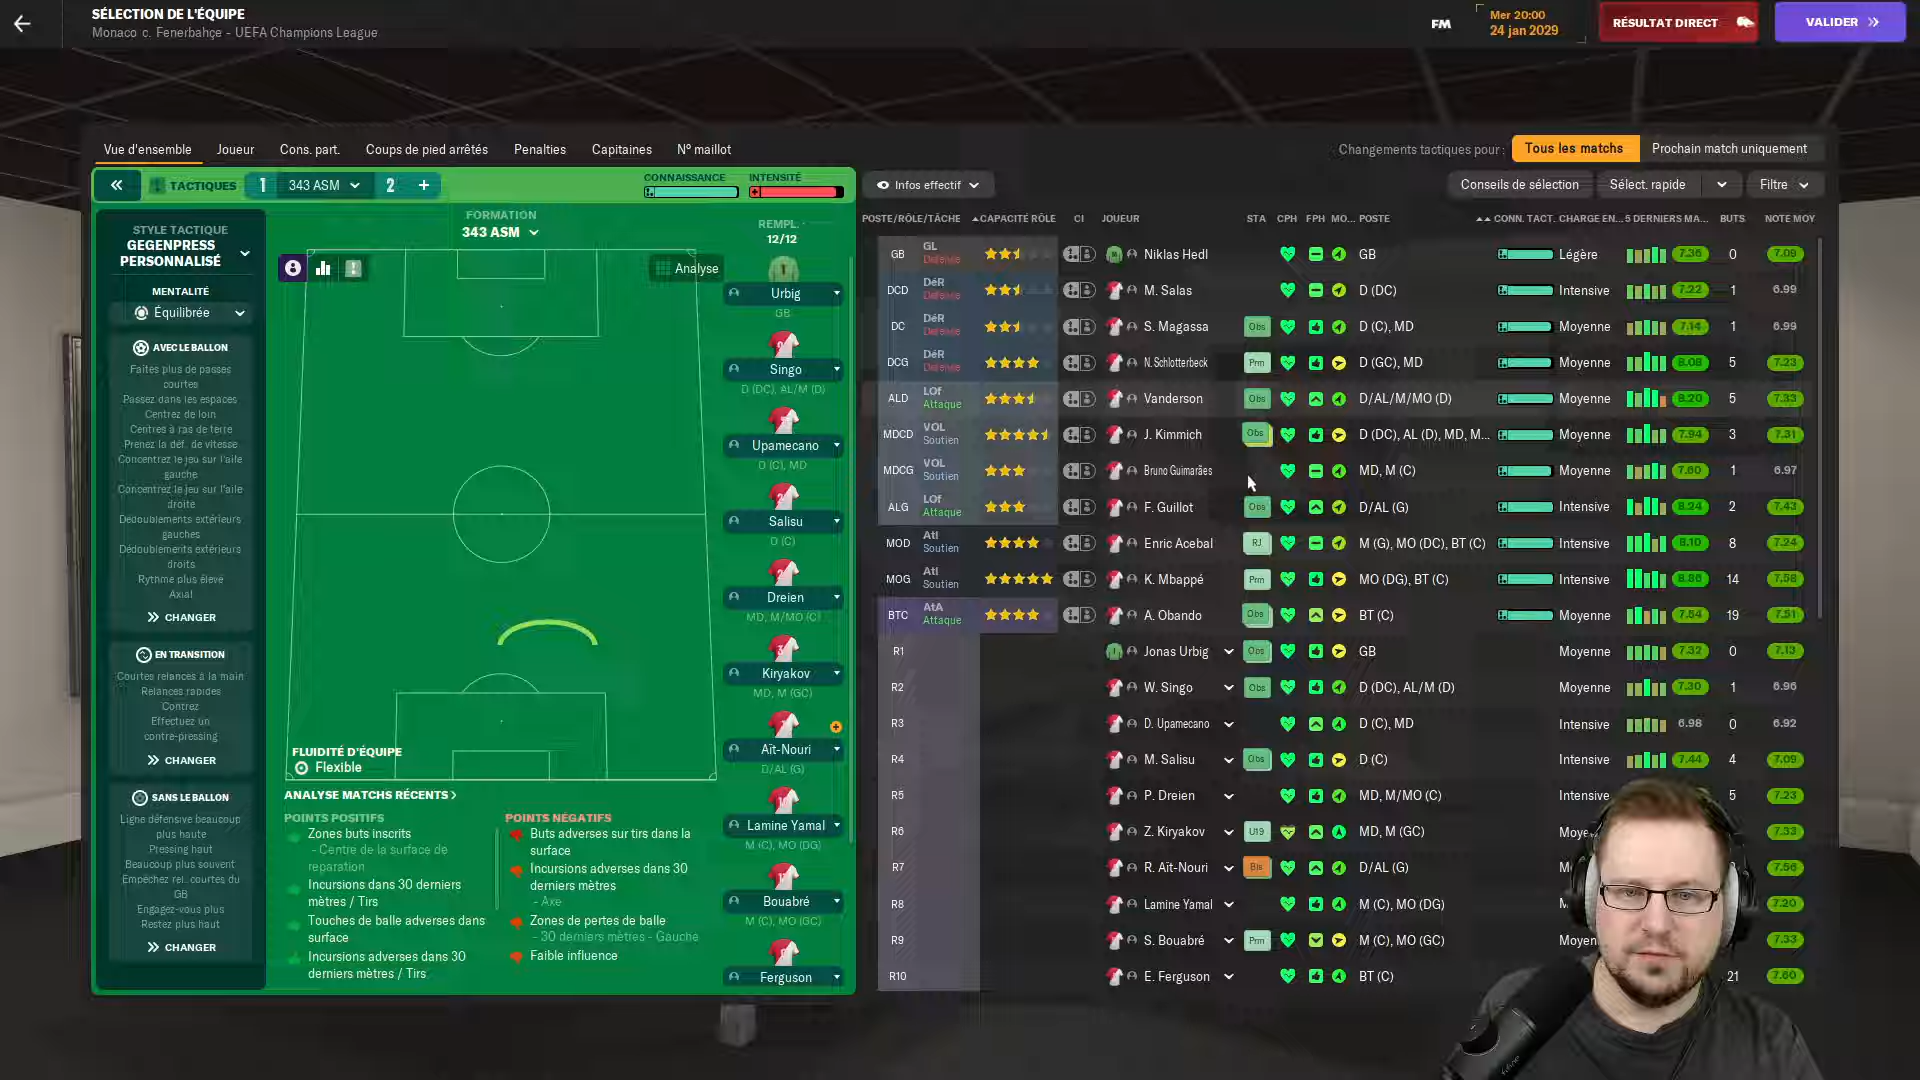 SÉLECTION DE L'ÉQUIPE
Monaco c. Fenerbahçe - UEFA Champions League
FM
Mer 20:00
24 jan 2029
RÉSULTAT DIRECT
VALIDER
Vue d'ensemble
Joueur
Cons. part.
Coups de pied arrêtés
Penalties
Capitaines
N° maillot
Changements tactiques pour :
Tous les matchs
Prochain match uniquement
TACTIQUES
1
343 ASM
2
CONNAISSANCE
INTENSITÉ
Infos effectif
Conseils de sélection
Sélect. rapide
Filtre
STYLE TACTIQUE
GEGENPRESS
PERSONNALISÉ
MENTALITÉ
Équilibrée
AVEC LE BALLON
Faites plus de passes
courtes
Passez dans les espaces
Centrez de loin
Centres à ras de terre
Prenez la déf. de vitesse
Concentrez le jeu sur l'aile
gauche
Concentrez le jeu sur l'aile
droite
Dédoublements extérieurs
gauches
Dédoublements extérieurs
droits
Rythme plus élevé
Axial
CHANGER
EN TRANSITION
Courtes relances à la main
Relances rapides
Contrez
Effectuez un
contre-pressing
CHANGER
SANS LE BALLON
Ligne défensive beaucoup
plus haute
Pressing haut
Beaucoup plus souvent
Empêchez rel. courtes du
GB
Engagez-vous plus
Restez plus haut
CHANGER
FORMATION
343 ASM
Analyse
FLUIDITÉ D'ÉQUIPE
Flexible
REMPL.
12/12
Urbig
GB
Singo
D (DC), AL/M (D)
Upamecano
D (C), MD
Salisu
D (C)
Dreien
MD, M/MO (C)
Kiryakov
MD, M (GC)
Aït-Nouri
D/AL (G)
Lamine Yamal
M (C), MO (DG)
Bouabré
M (C), MO (GC)
Ferguson
ANALYSE MATCHS RÉCENTS >
POINTS POSITIFS
Zones buts inscrits
- Centre de la surface de
reparation
Incursions dans 30 derniers
mètres / Tirs
Touches de balle adverses dans
surface
Incursions adverses dans 30
derniers mètres / Tirs
POINTS NÉGATIFS
Buts adverses sur tirs dans la
surface
Incursions adverses dans 30
derniers mètres
- Axe
Zones de pertes de balle
- 30 derniers mètres - Gauche
Faible influence
POSTE/RÔLE/TÂCHE CAPACITÉ RÔLE CI JOUEUR STA CPH FPH MO... POSTE CONN. TACT. CHARGE EN... 5 DERNIERS MA... BUTS NOTE MOY
GB GL Défense Niklas Hedl GB Légère 7.36 0 7.09
DCD DéR Défense M. Salas D (DC) Intensive 7.22 1 6.99
DC DéR Défense S. Magassa Obs D (C), MD Moyenne 7.14 1 6.99
DCG DéR Défense N. Schlotterbeck Prm D (GC), MD Moyenne 8.08 5 7.23
ALD LOf Attaque Vanderson Obs D/AL/M/MO (D) Moyenne 8.20 5 7.33
MDCD VOL Soutien J. Kimmich Obs D (DC), AL (D), MD, M... Moyenne 7.94 3 7.31
MDCG VOL Soutien Bruno Guimarães MD, M (C) Moyenne 7.60 1 6.97
ALG LOf Attaque F. Guillot Obs D/AL (G) Intensive 8.24 2 7.43
MOD AtI Soutien Enric Acebal RJ M (G), MO (DC), BT (C) Intensive 8.10 8 7.24
MOG AtI Soutien K. Mbappé Prm MO (DG), BT (C) Intensive 8.86 14 7.58
BTC AtA Attaque A. Obando Obs BT (C) Moyenne 7.54 19 7.51
R1 Jonas Urbig Obs GB Moyenne 7.32 0 7.13
R2 W. Singo Obs D (DC), AL/M (D) Moyenne 7.30 1 6.96
R3 D. Upamecano D (C), MD Intensive 6.98 0 6.92
R4 M. Salisu Obs D (C) Intensive 7.44 4 7.09
R5 P. Dreien MD, M/MO (C) Intensive 5 7.23
R6 Z. Kiryakov U19 MD, M (GC) Moye 7.33
R7 R. Aït-Nouri Bls D/AL (G) 7.56
R8 Lamine Yamal M (C), MO (DG) 7.20
R9 S. Bouabré Prm M (C), MO (GC) Moyen 7.33
R10 E. Ferguson BT (C) 21 7.60